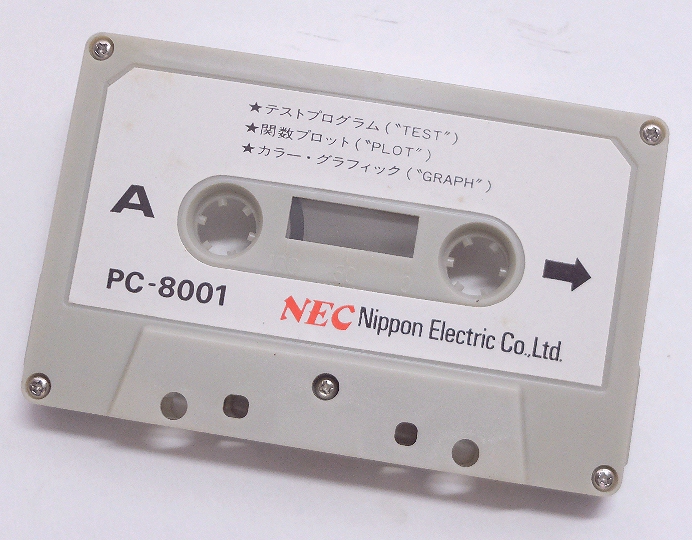 ★テストプログラム(〝TEST〞)
★関数プロット(〝PLOT〞)
★カラー・グラフィック(〝GRAPH〞)
A
PC-8001
NEC Nippon Electric Co.,Ltd.